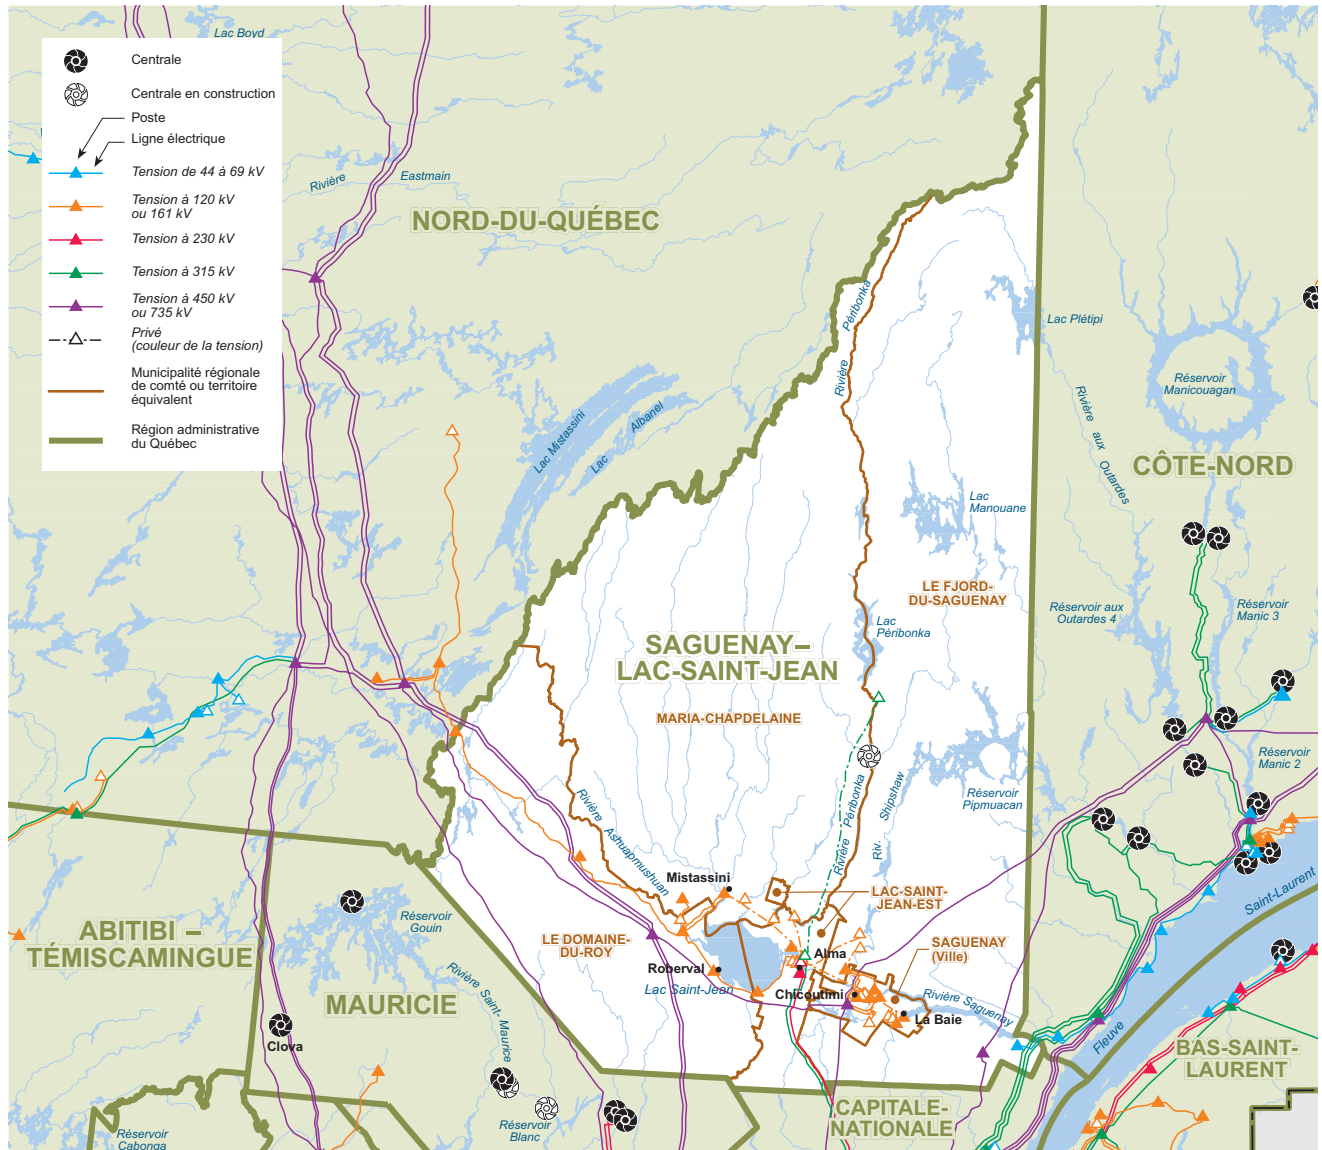 Lac Boyd
Centrale
Centrale en construction
Poste
Ligne électrique
Tension de 44 à 69 kV
Tension à 120 kV
ou 161 kV
Tension à 230 kV
Tension à 315 kV
Tension à 450 kV
ou 735 kV
Privé
(couleur de la tension)
Municipalité régionale
de comté ou territoire
équivalent
Région administrative
du Québec
Rivière
Eastmain
NORD-DU-QUÉBEC
Lac Mistassini
Lac Albanel
Rivière Péribonka
Lac Plétipi
Rivière aux Outardes
Réservoir
Manicouagan
CÔTE-NORD
Lac
Manouane
LE FJORD-
DU-SAGUENAY
Réservoir aux
Outardes 4
Réservoir
Manic 3
Lac
Péribonka
SAGUENAY–
LAC-SAINT-JEAN
MARIA-CHAPDELAINE
Réservoir
Manic 2
Réservoir
Pipmuacan
Riv. Shipshaw
Rivière Péribonka
Rivière Ashuapmushuan
Mistassini
LAC-SAINT-
JEAN-EST
Saint-Laurent
Réservoir
Gouin
ABITIBI –
TÉMISCAMINGUE
LE DOMAINE-
DU-ROY
SAGUENAY
(Ville)
Alma
Roberval
Lac Saint-Jean
Chicoutimi
Rivière Saguenay
La Baie
MAURICIE
Rivière Saint-Maurice
Clova
Fleuve
BAS-SAINT-
LAURENT
CAPITALE-
NATIONALE
Réservoir
Blanc
Réservoir
Cabonga